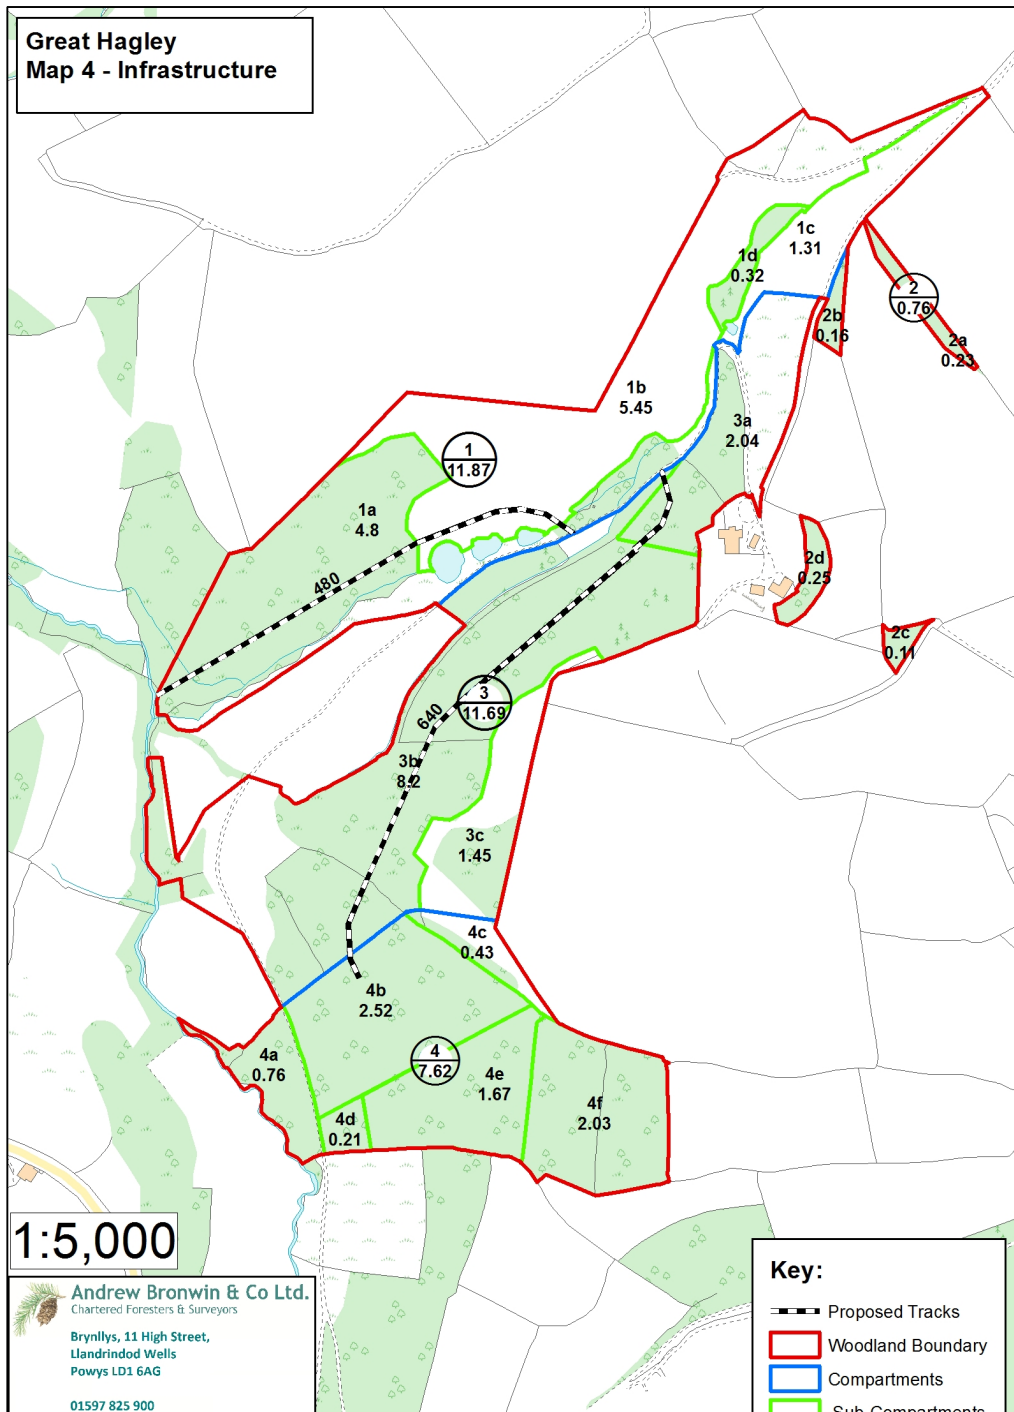 Great Hagley
Map 4 - Infrastructure
1c
1.31
1d
0.32
2
0.76
2b
0.16
2a
0.23
1b
5.45
3a
2.04
1
11.87
1a
4.8
480
2d
0.25
2c
0.11
3
11.69
640
3b
8.2
3c
1.45
4c
0.43
4b
2.52
4
7.62
4a
0.76
4e
1.67
4f
2.03
4d
0.21
1:5,000
Andrew Bronwin & Co Ltd.
Chartered Foresters & Surveyors
Brynllys, 11 High Street,
Llandrindod Wells
Powys LD1 6AG
01597 825 900
Key:
Proposed Tracks
Woodland Boundary
Compartments
Sub-Compartments